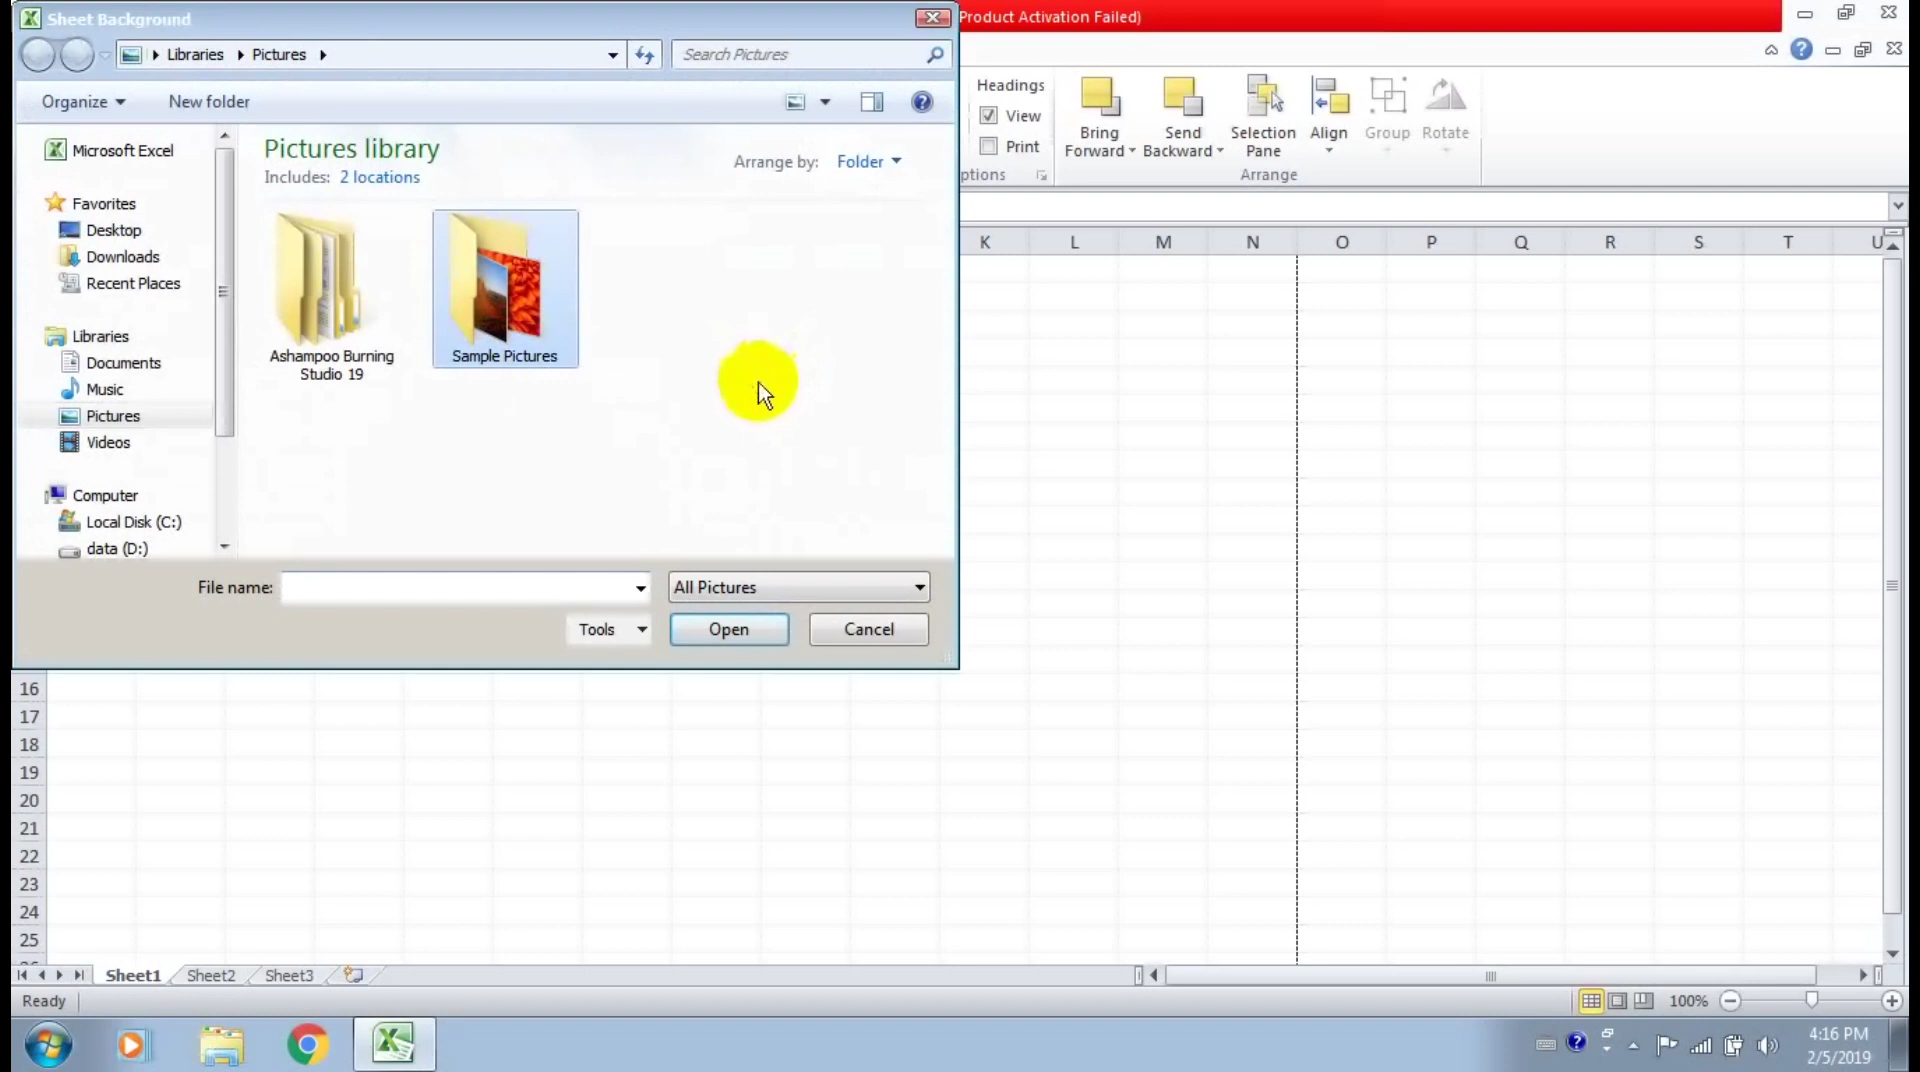 Sheet Background
Product Activation Failed)
Libraries
Pictures
Search Pictures
Organize
New folder
Headings
View
Print
Bring
Forward
Send
Backward
Selection
Pane
Align
Group
Rotate
ptions
Arrange
Microsoft Excel
Favorites
Desktop
Downloads
Recent Places
Libraries
Documents
Music
Pictures
Videos
Computer
Local Disk (C:)
data (D:)
Pictures library
Includes: 2 locations
Arrange by: Folder
Ashampoo Burning
Studio 19
Sample Pictures
File name:
All Pictures
Tools
Open
Cancel
K L M N O P Q R S T U
16
17
18
19
20
21
22
23
24
25
Sheet1 Sheet2 Sheet3
Ready
100%
4:16 PM
2/5/2019